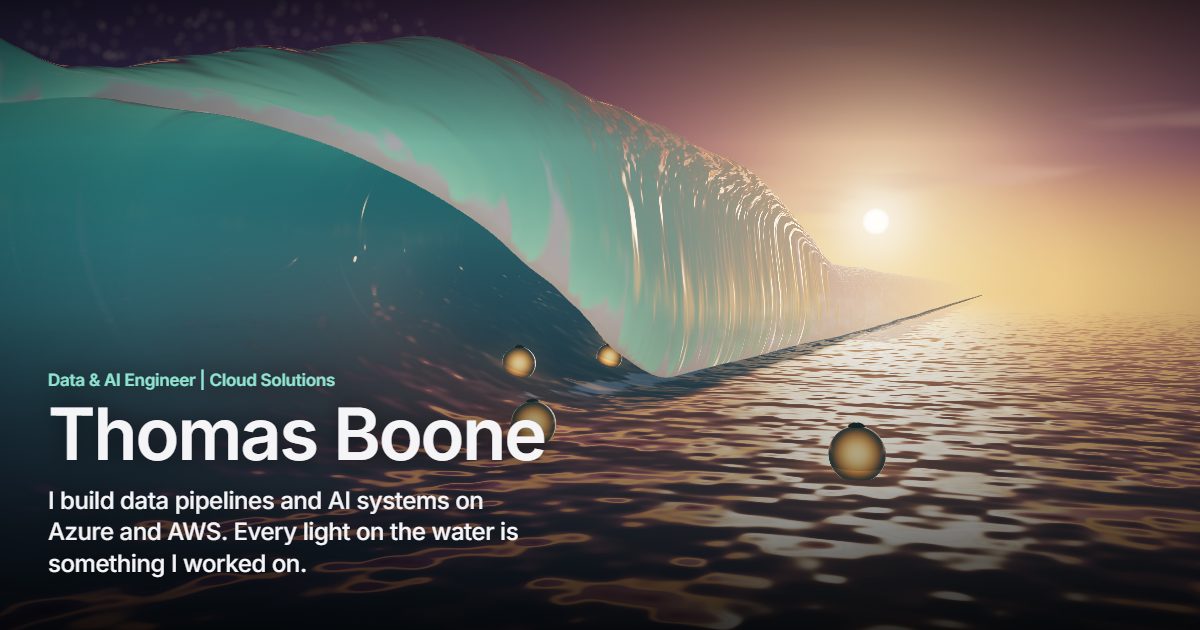 Data & AI Engineer | Cloud Solutions
Thomas Boone
I build data pipelines and AI systems on
Azure and AWS. Every light on the water is
something I worked on.